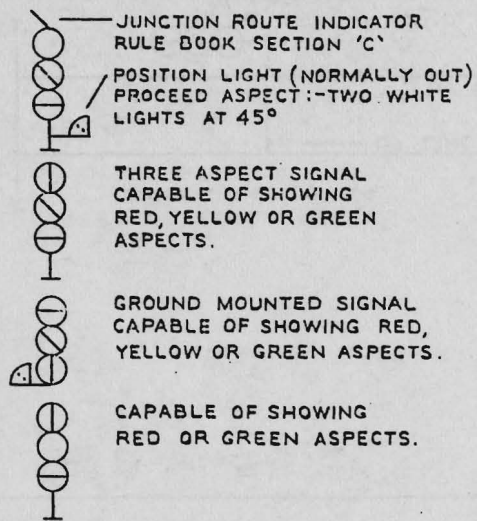 JUNCTION ROUTE INDICATOR
RULE BOOK SECTION 'C'
POSITION LIGHT (NORMALLY OUT)
PROCEED ASPECT:-TWO WHITE
LIGHTS AT 45°
THREE ASPECT SIGNAL
CAPABLE OF SHOWING
RED, YELLOW OR GREEN
ASPECTS.
GROUND MOUNTED SIGNAL
CAPABLE OF SHOWING RED,
YELLOW OR GREEN ASPECTS.
CAPABLE OF SHOWING
RED OR GREEN ASPECTS.